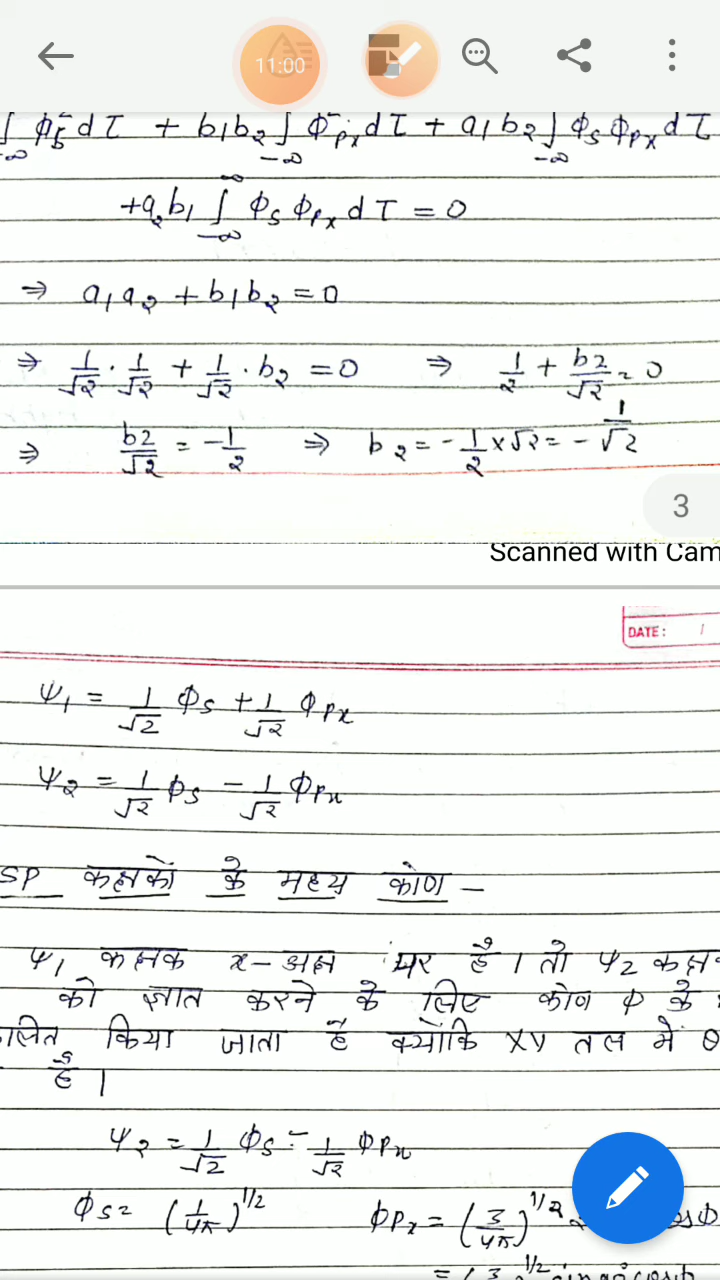 11:00
∫ Φs² dτ + b₁b₂ ∫ Φ²px dτ + a₁b₂ ∫ Φs Φpx dτ
-∞ -∞ -∞
+a₂b₁ ∫ Φs Φpx dτ = 0
⇒ a₁a₂ + b₁b₂ = 0
⇒ 1/√2 · 1/√2 + 1/√2 · b₂ = 0 ⇒ 1/2 + b2/√2 = 0
⇒ b2/√2 = -1/2 ⇒ b₂ = -1/2 × √2 = - 1/√2
3
Scanned with Cam
DATE: /
Ψ₁ = 1/√2 Φs + 1/√2 Φpx
Ψ₂ = 1/√2 Φs - 1/√2 Φpx
SP कक्षकों के मध्य कोण –
Ψ₁ कक्षक x-अक्ष पर है। तो Ψ₂ कक्षक
को ज्ञात करने के लिए कोण Φ के
कित किया जाता है क्योंकि XY तल में θ
है।
Ψ₂ = 1/√2 Φs - 1/√2 Φpx
Φs = (1/4π)^1/2 Φpx = (3/4π)^1/2